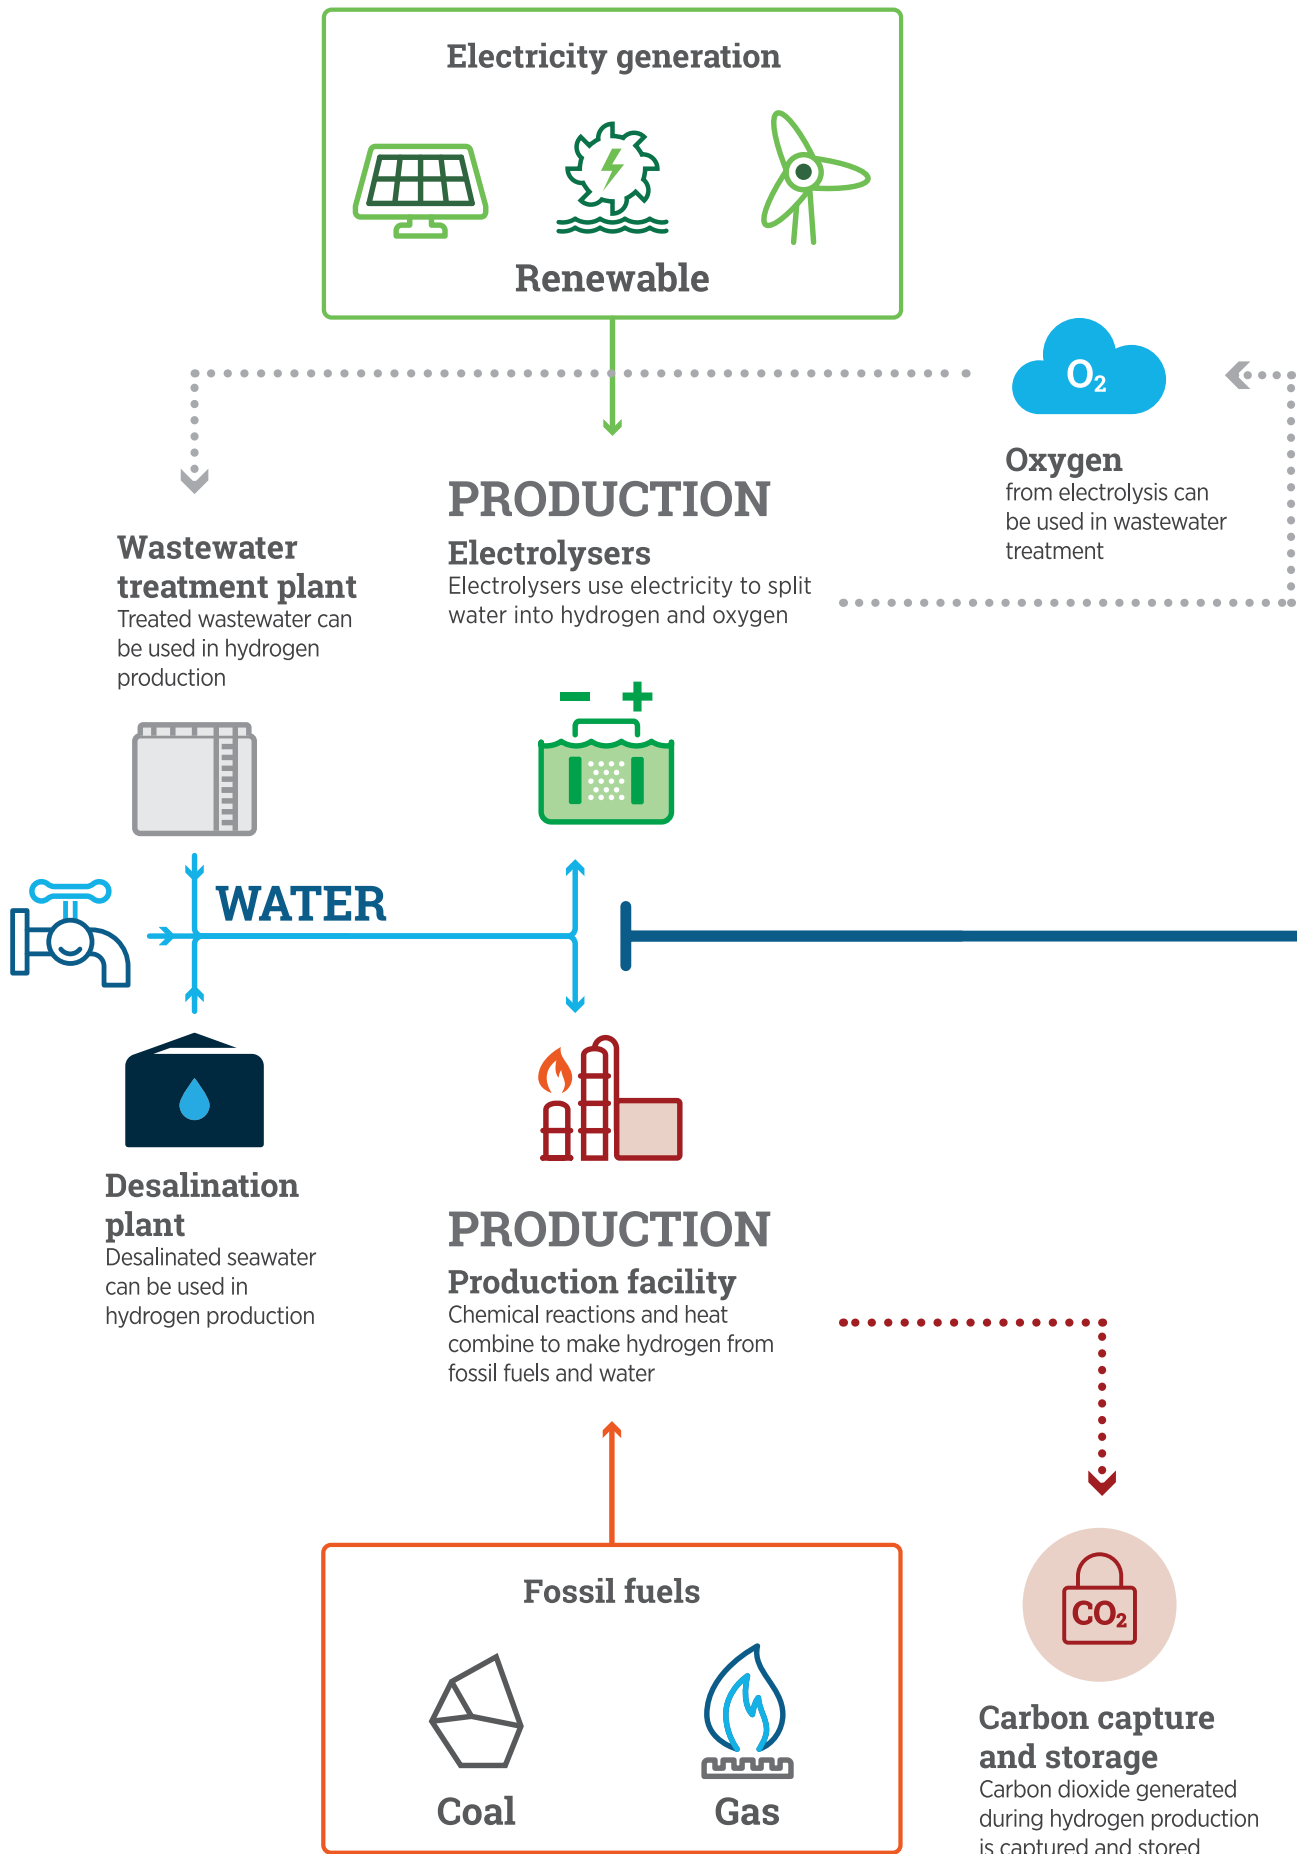 Electricity generation
Renewable
O₂
Oxygen
from electrolysis can
be used in wastewater
treatment
PRODUCTION
Electrolysers
Electrolysers use electricity to split
water into hydrogen and oxygen
Wastewater
treatment plant
Treated wastewater can
be used in hydrogen
production
WATER
Desalination
plant
Desalinated seawater
can be used in
hydrogen production
PRODUCTION
Production facility
Chemical reactions and heat
combine to make hydrogen from
fossil fuels and water
Fossil fuels
Coal
Gas
CO₂
Carbon capture
and storage
Carbon dioxide generated
during hydrogen production
is captured and stored